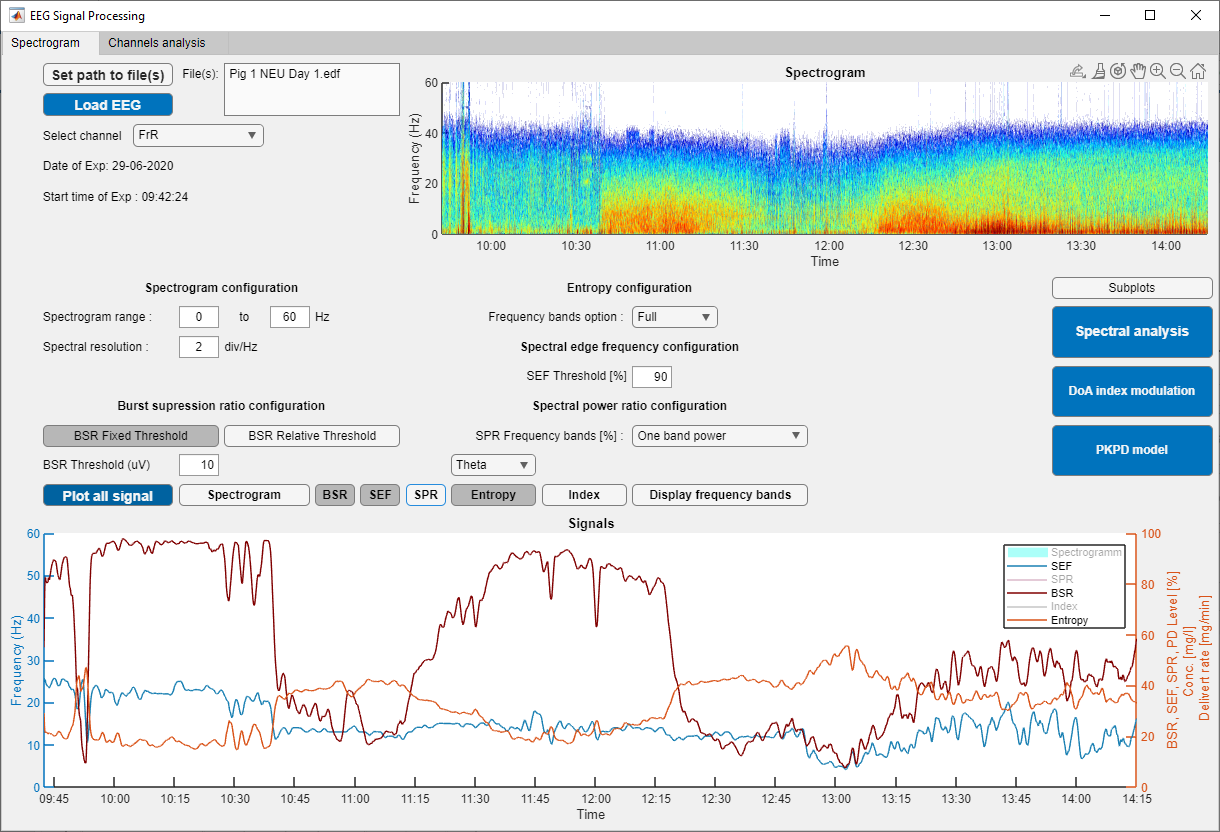 EEG Signal Processing
Spectrogram
Channels analysis
Set path to file(s)
File(s):
Pig 1 NEU Day 1.edf
Load EEG
Select channel
FrR
Date of Exp: 29-06-2020
Start time of Exp : 09:42:24
Spectrogram
Frequency (Hz)
60
40
20
0
10:00 10:30 11:00 11:30 12:00 12:30 13:00 13:30 14:00
Time
Spectrogram configuration
Spectrogram range :
0
to
60
Hz
Spectral resolution :
2
div/Hz
Entropy configuration
Frequency bands option :
Full
Spectral edge frequency configuration
SEF Threshold [%]
90
Subplots
Spectral analysis
DoA index modulation
PKPD model
Burst supression ratio configuration
BSR Fixed Threshold
BSR Relative Threshold
BSR Threshold (uV)
10
Spectral power ratio configuration
SPR Frequency bands [%] :
One band power
Theta
Plot all signal
Spectrogram
BSR
SEF
SPR
Entropy
Index
Display frequency bands
Signals
Frequency (Hz)
60
50
40
30
20
10
0
Spectrogramm
SEF
SPR
BSR
Index
Entropy
100
80
60
40
20
0
BSR, SEF, SPR, PD Level [%]
Conc. [mg/l]
Delivert rate [mg/min]
09:45 10:00 10:15 10:30 10:45 11:00 11:15 11:30 11:45 12:00 12:15 12:30 12:45 13:00 13:15 13:30 13:45 14:00 14:15
Time